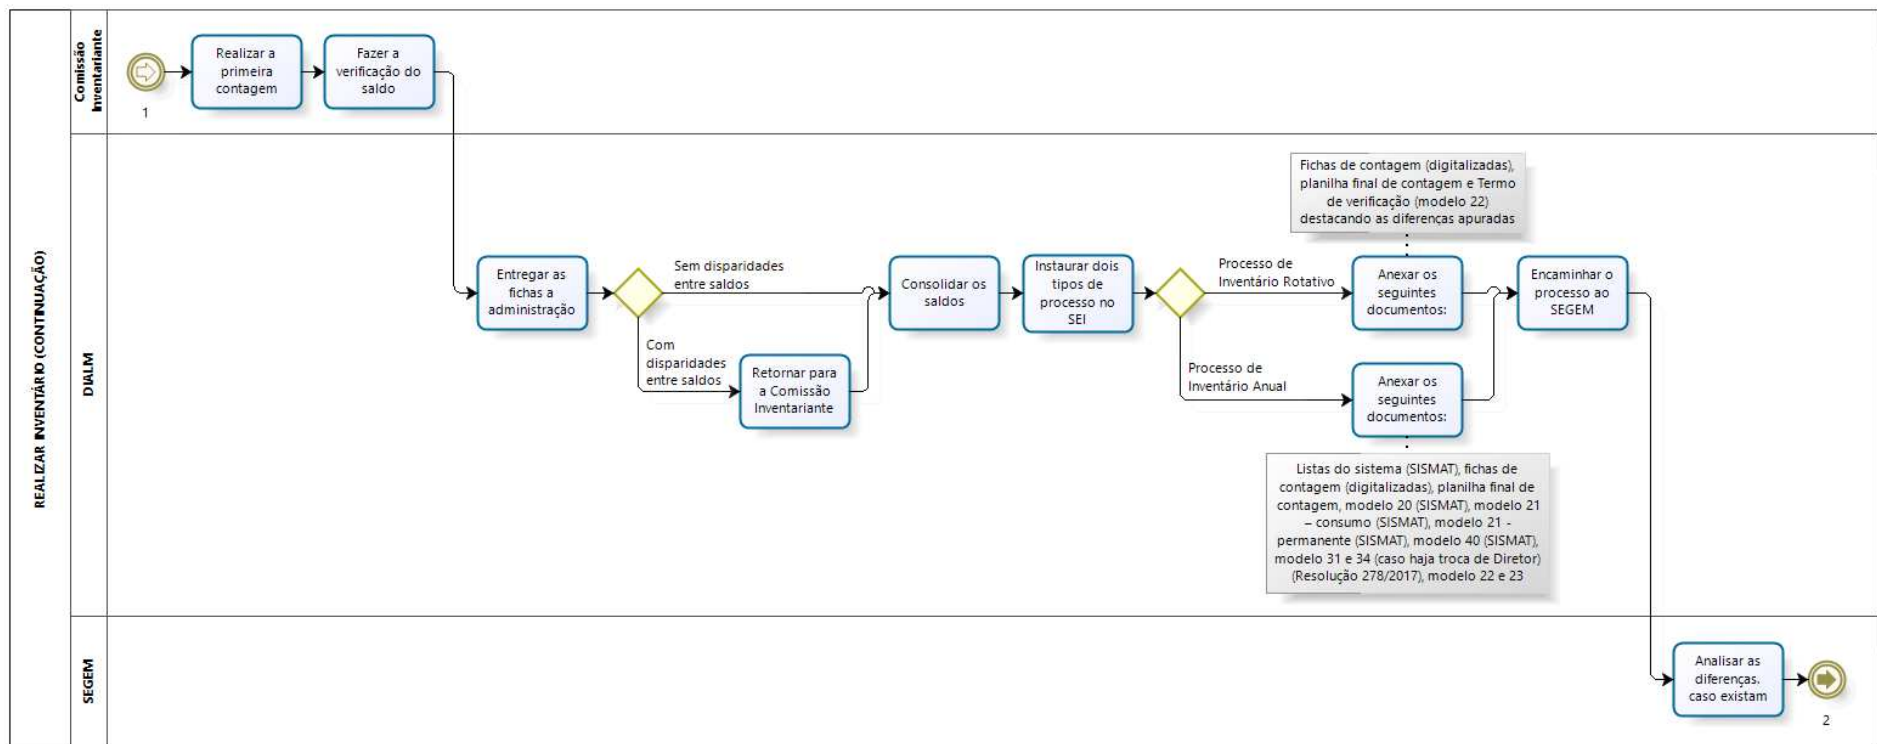 REALIZAR INVENTÁRIO (CONTINUAÇÃO)
Comissão
Inventariante
1
Realizar a
primeira
contagem
Fazer a
verificação do
saldo
DIALM
Entregar as
fichas a
administração
Sem disparidades
entre saldos
Com
disparidades
entre saldos
Retornar para
a Comissão
Inventariante
Consolidar os
saldos
Instaurar dois
tipos de
processo no
SEI
Processo de
Inventário Rotativo
Processo de
Inventário Anual
Fichas de contagem (digitalizadas),
planilha final de contagem e Termo
de verificação (modelo 22)
destacando as diferenças apuradas
Anexar os
seguintes
documentos:
Anexar os
seguintes
documentos:
Listas do sistema (SISMAT), fichas de
contagem (digitalizadas), planilha final de
contagem, modelo 20 (SISMAT), modelo 21
– consumo (SISMAT), modelo 21 -
permanente (SISMAT), modelo 40 (SISMAT),
modelo 31 e 34 (caso haja troca de Diretor)
(Resolução 278/2017), modelo 22 e 23
Encaminhar o
processo ao
SEGEM
SEGEM
Analisar as
diferenças.
caso existam
2